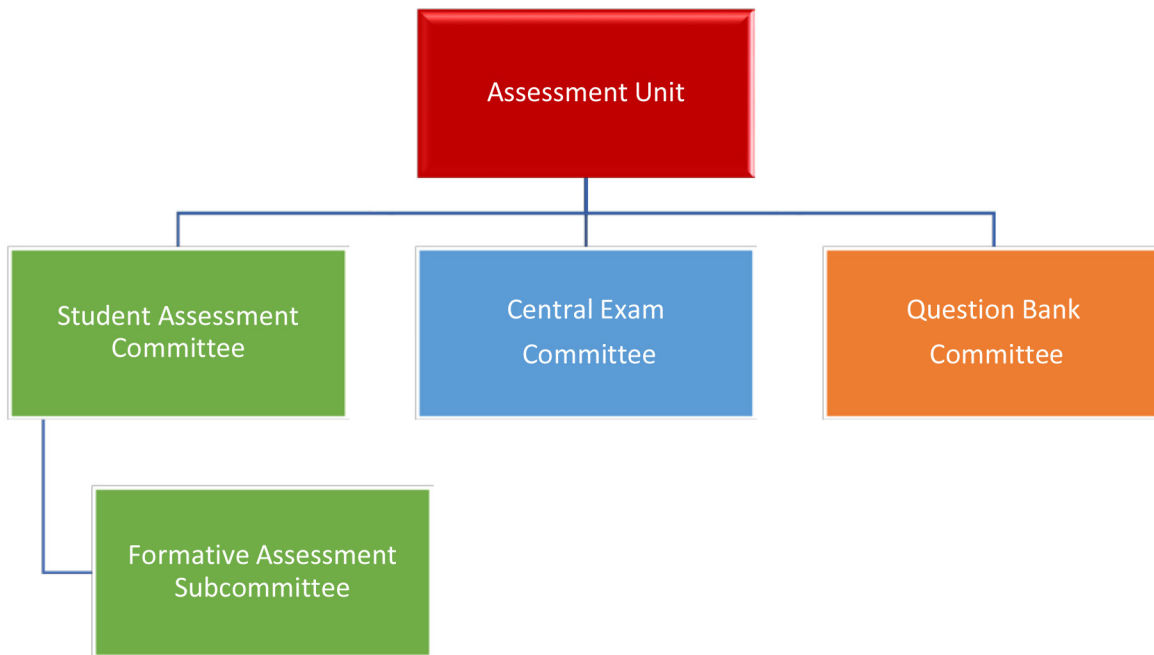 Assessment Unit
Student Assessment
Committee
Central Exam
Committee
Question Bank
Committee
Formative Assessment
Subcommittee